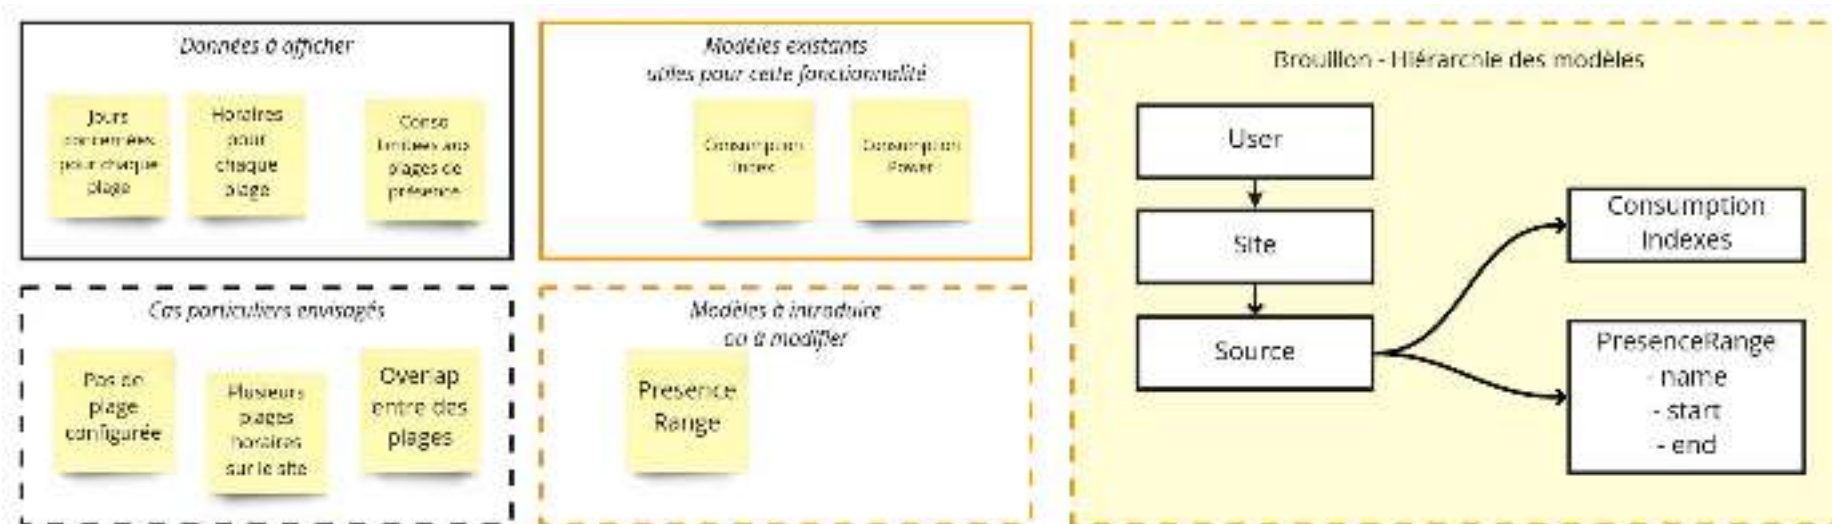 Données à afficher
Jours
concernées
pour chaque
plage
Horaires
pour
chaque
plage
Conso
limitées aux
plages de
présence
Modèles existants
utiles pour cette fonctionnalité
Consumption
Index
Consumption
Power
Cas particuliers envisagés
Pas de
plage
configurée
Plusieurs
plages
horaires
sur le site
Overlap
entre des
plages
Modèles à introduire
ou à modifier
Presence
Range
Brouillon - Hiérarchie des modèles
User
Site
Source
Consumption
Indexes
PresenceRange
- name
- start
- end